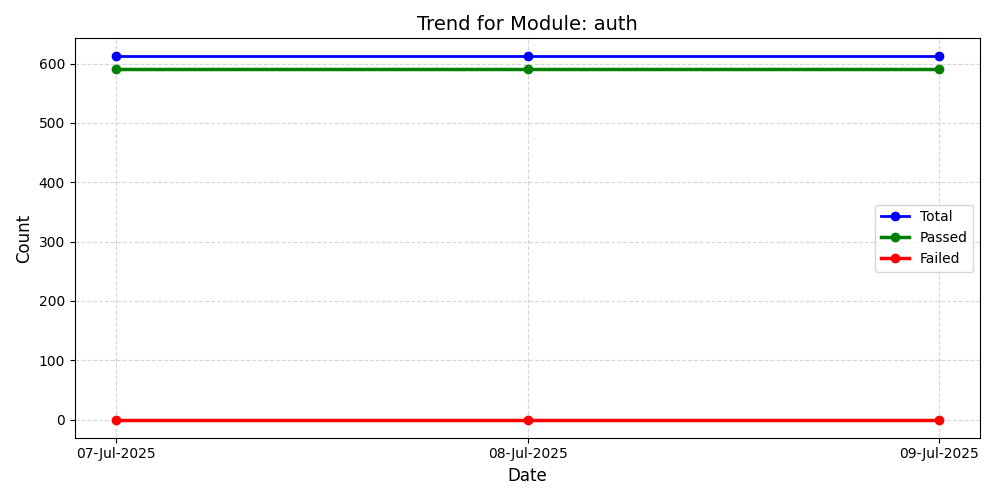 Trend for Module: auth
600
500
400
300
200
100
0
Count
Total
Passed
Failed
07-Jul-2025 08-Jul-2025 09-Jul-2025
Date